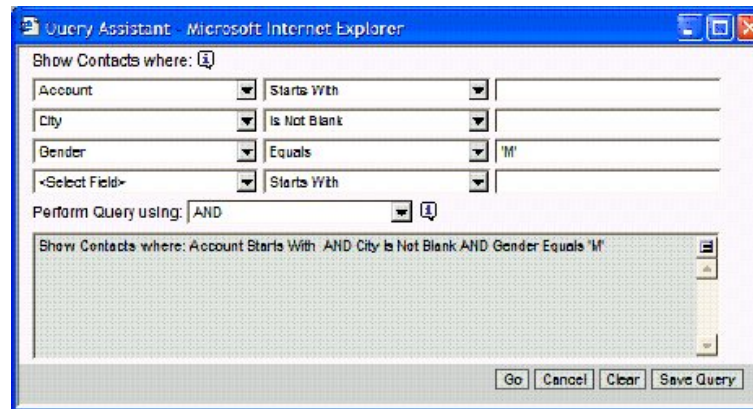 Query Assistant - Microsoft Internet Explorer
Show Contacts where:
Account Starts With
City Is Not Blank
Gender Equals 'M'
<Select Field> Starts With
Perform Query using: AND
Show Contacts where: Account Starts With AND City Is Not Blank AND Gender Equals 'M'
Go Cancel Clear Save Query